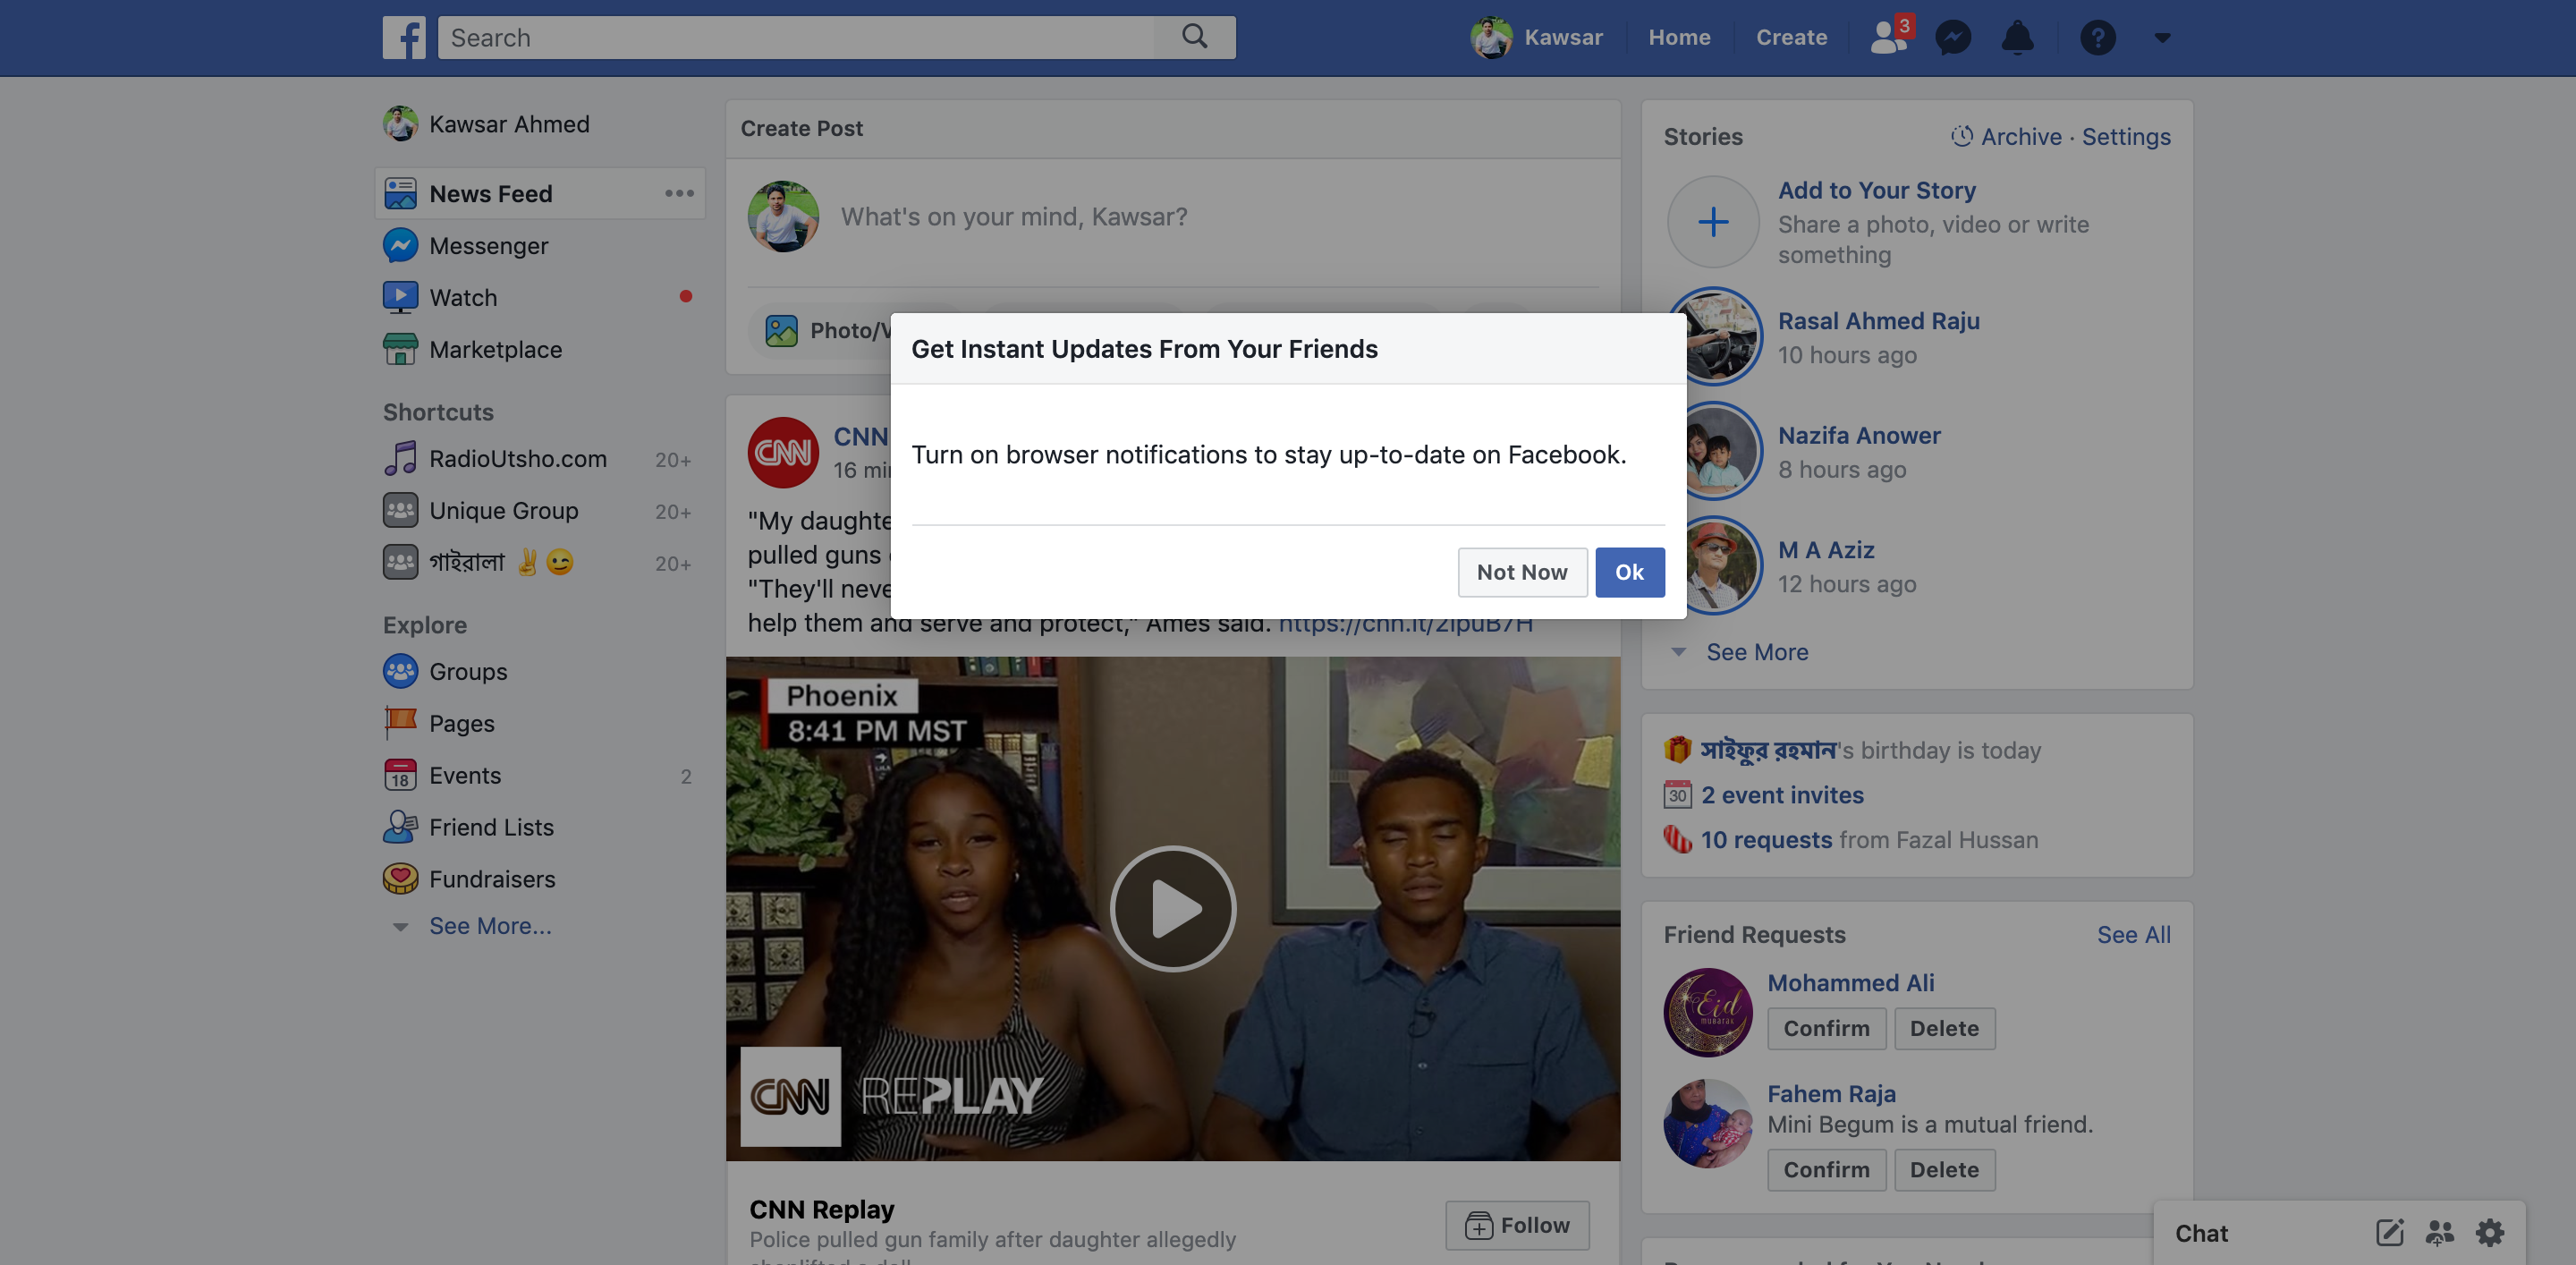 Search
Kawsar
Home
Create
3
Kawsar Ahmed
News Feed
Messenger
Watch
Marketplace
Shortcuts
RadioUtsho.com 20+
Unique Group 20+
গাইরালা ✌😉 20+
Explore
Groups
Pages
18
Events 2
Friend Lists
Fundraisers
See More...
Create Post
What's on your mind, Kawsar?
Photo/V
CNN
CNN
16 min
"My daughte
pulled guns
"They'll neve
help them and serve and protect," Ames said. https://cnn.it/2IpuB7H
Get Instant Updates From Your Friends
Turn on browser notifications to stay up-to-date on Facebook.
Not Now
Ok
Phoenix
8:41 PM MST
CNN REPLAY
CNN Replay
Police pulled gun family after daughter allegedly
shoplifted a doll
Follow
Stories
Archive · Settings
Add to Your Story
Share a photo, video or write
something
Rasal Ahmed Raju
10 hours ago
Nazifa Anower
8 hours ago
M A Aziz
12 hours ago
See More
সাইফুর রহমান's birthday is today
30
2 event invites
10 requests from Fazal Hussan
Friend Requests
See All
Eid
MUBARAK
Mohammed Ali
Confirm
Delete
Fahem Raja
Mini Begum is a mutual friend.
Confirm
Delete
Chat